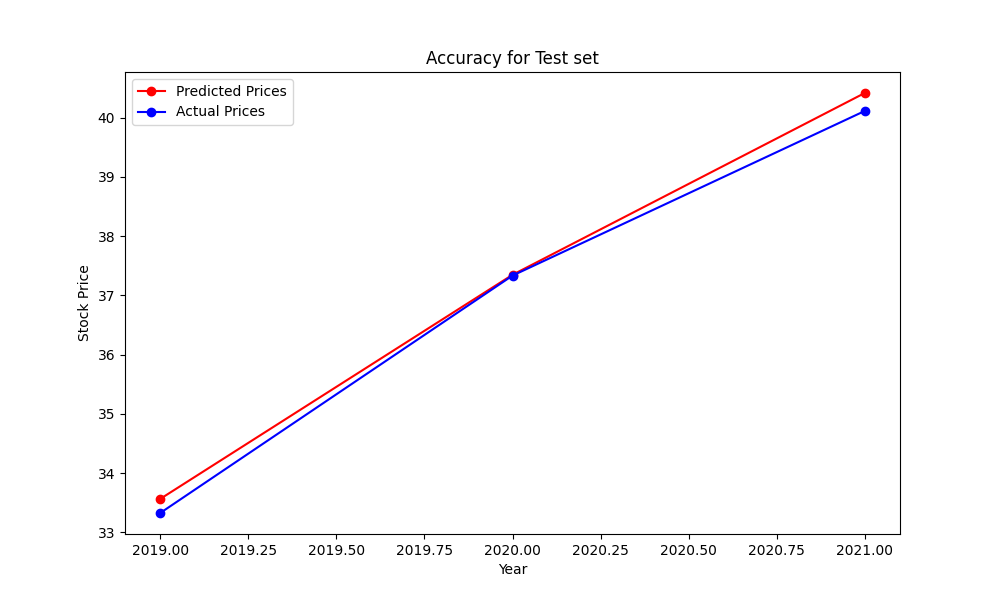 Accuracy for Test set
Predicted Prices
Actual Prices
Stock Price
40
39
38
37
36
35
34
33
2019.00 2019.25 2019.50 2019.75 2020.00 2020.25 2020.50 2020.75 2021.00
Year